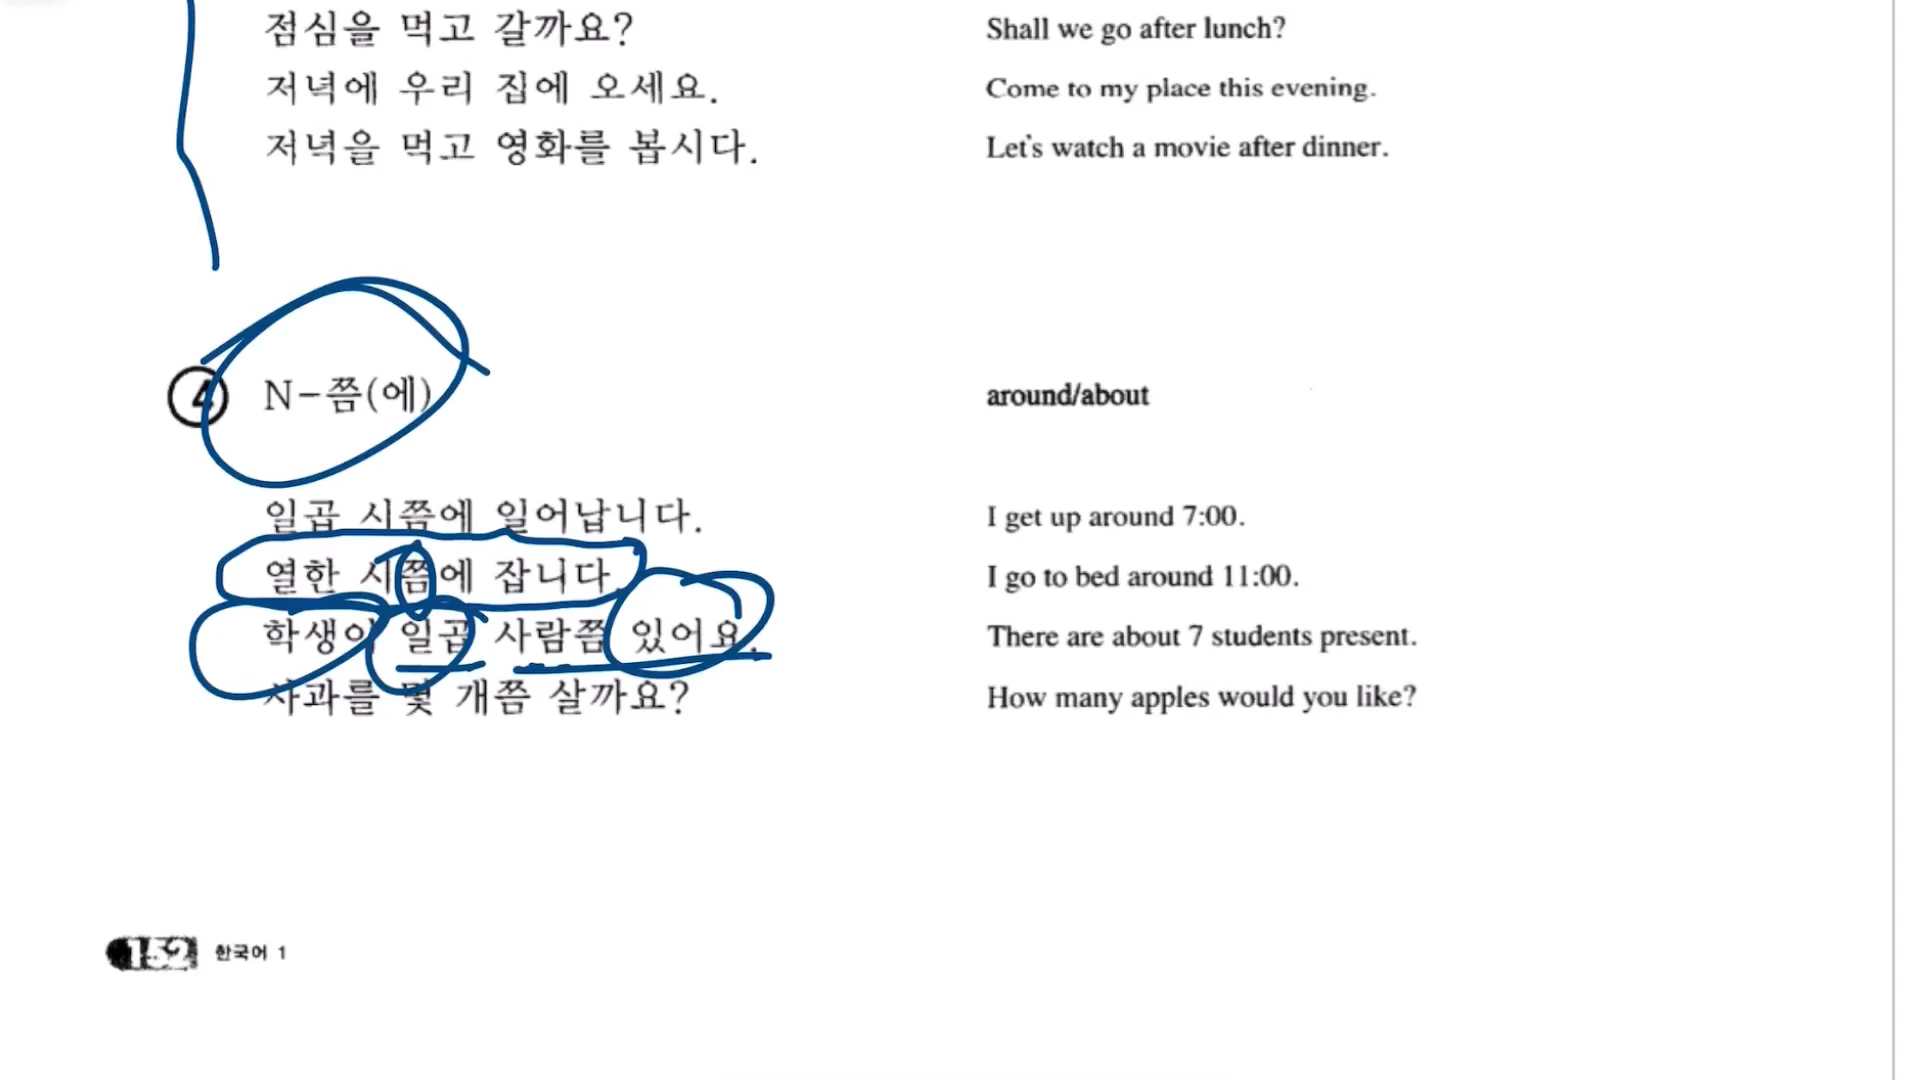 점심을 먹고 갈까요? Shall we go after lunch?
저녁에 우리 집에 오세요. Come to my place this evening.
저녁을 먹고 영화를 봅시다. Let's watch a movie after dinner.
④ N-쯤(에) around/about
일곱 시쯤에 일어납니다. I get up around 7:00.
열한 시쯤에 잡니다. I go to bed around 11:00.
학생이 일곱 사람쯤 있어요. There are about 7 students present.
사과를 몇 개쯤 살까요? How many apples would you like?
152 한국어 1